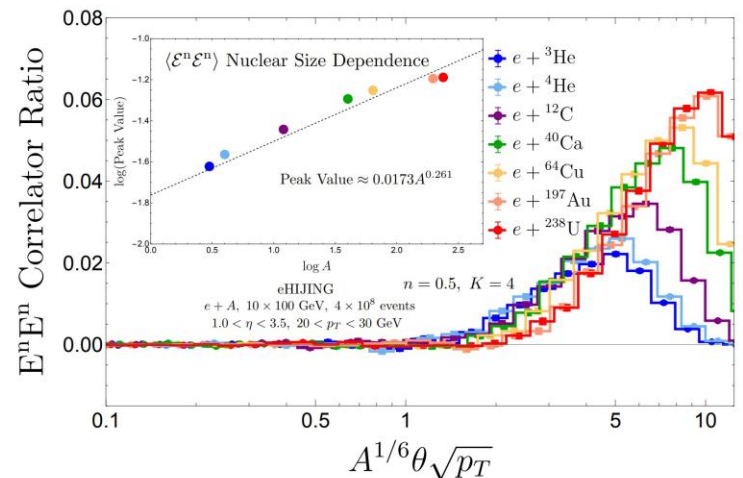 0.08
0.06
0.04
0.02
0.00
EⁿEⁿ Correlator Ratio
⟨ℰⁿℰⁿ⟩ Nuclear Size Dependence
-1.0
-1.2
-1.4
-1.6
-1.8
-2.0
log(Peak Value)
Peak Value ≈ 0.0173A^{0.261}
0.0 0.5 1.0 1.5 2.0 2.5
log A
e + ³He
e + ⁴He
e + ¹²C
e + ⁴⁰Ca
e + ⁶⁴Cu
e + ¹⁹⁷Au
e + ²³⁸U
eHIJING
e + A, 10 × 100 GeV, 4 × 10⁸ events
1.0 < η < 3.5, 20 < p_T < 30 GeV
n = 0.5, K = 4
0.1 0.5 1 5 10
A^{1/6}θ√p_T